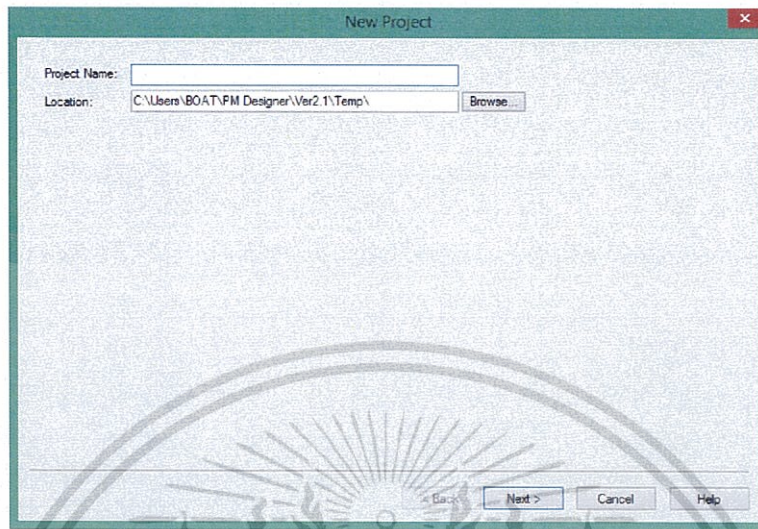 New Project
Project Name:
Location: C:\Users\BOAT\PM Designer\Ver2.1\Temp\ Browse...
< Back Next > Cancel Help